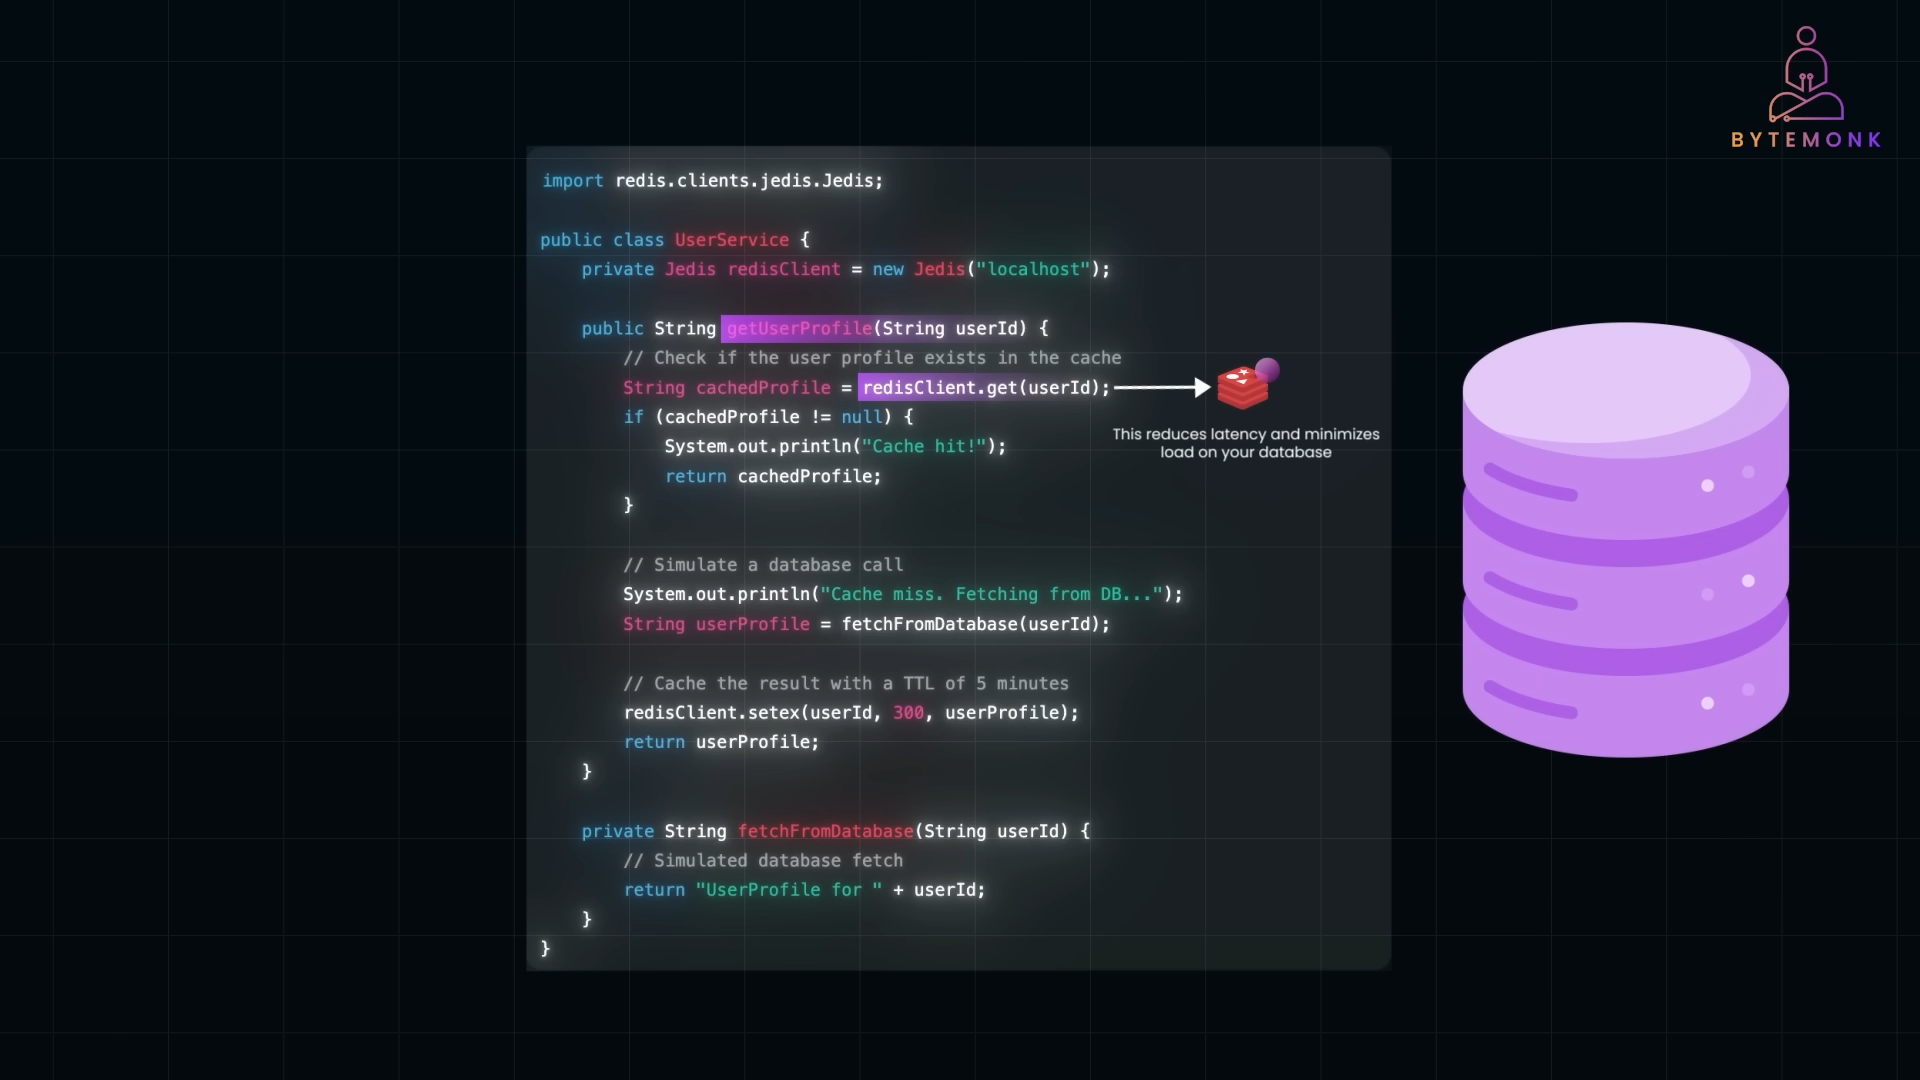 BYTEMONK
import redis.clients.jedis.Jedis;
public class UserService {
    private Jedis redisClient = new Jedis("localhost");
    public String getUserProfile(String userId) {
        // Check if the user profile exists in the cache
        String cachedProfile = redisClient.get(userId);
        if (cachedProfile != null) {
            System.out.println("Cache hit!");
            return cachedProfile;
        }
        // Simulate a database call
        System.out.println("Cache miss. Fetching from DB...");
        String userProfile = fetchFromDatabase(userId);
        // Cache the result with a TTL of 5 minutes
        redisClient.setex(userId, 300, userProfile);
        return userProfile;
    }
    private String fetchFromDatabase(String userId) {
        // Simulated database fetch
        return "UserProfile for " + userId;
    }
}
This reduces latency and minimizes
load on your database